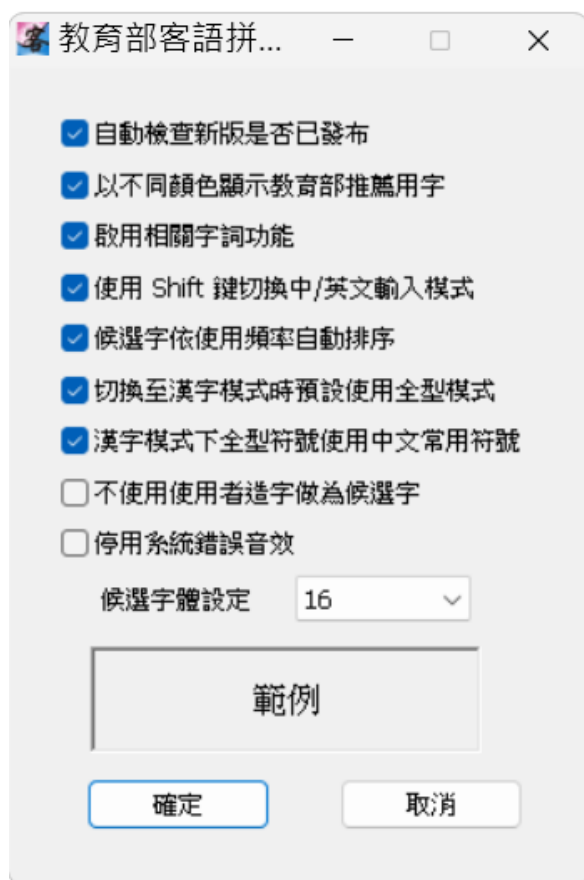 客 教育部客語拼...
自動檢查新版是否已發布
以不同顏色顯示教育部推薦用字
啟用相關字詞功能
使用 Shift 鍵切換中/英文輸入模式
候選字依使用頻率自動排序
切換至漢字模式時預設使用全型模式
漢字模式下全型符號使用中文常用符號
不使用使用者造字做為候選字
停用系統錯誤音效
候選字體設定 16
範例
確定 取消